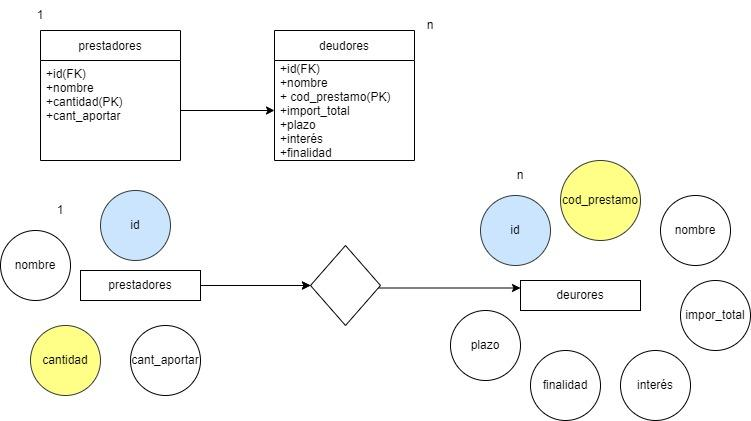 1
prestadores
+id(FK)
+nombre
+cantidad(PK)
+cant_aportar
n
deudores
+id(FK)
+nombre
+ cod_prestamo(PK)
+import_total
+plazo
+interés
+finalidad
1
id
nombre
prestadores
cantidad
cant_aportar
n
cod_prestamo
id
nombre
deurores
impor_total
plazo
finalidad
interés